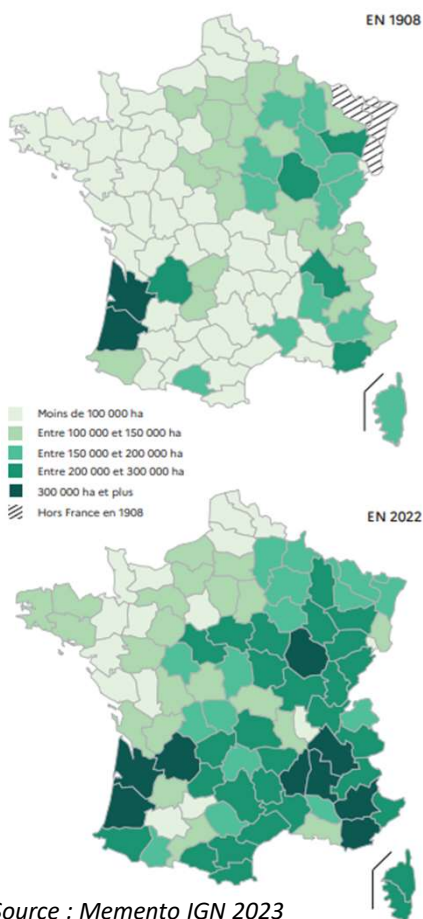 EN 1908
Moins de 100 000 ha
Entre 100 000 et 150 000 ha
Entre 150 000 et 200 000 ha
Entre 200 000 et 300 000 ha
300 000 ha et plus
Hors France en 1908
EN 2022
Source : Memento IGN 2023